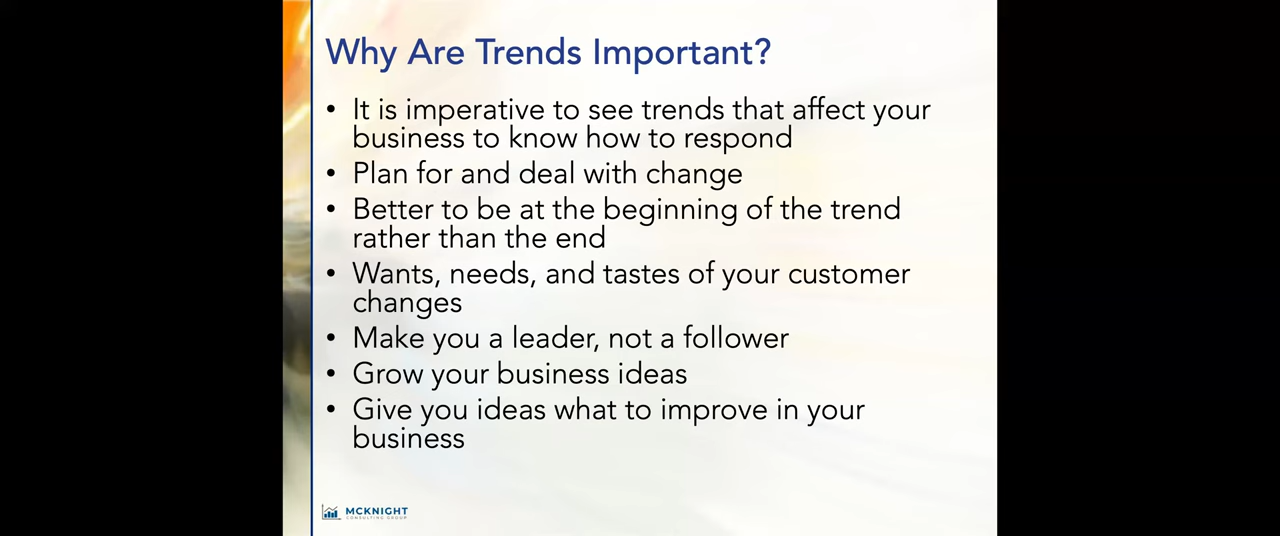 Why Are Trends Important?
• It is imperative to see trends that affect your
business to know how to respond
• Plan for and deal with change
• Better to be at the beginning of the trend
rather than the end
• Wants, needs, and tastes of your customer
changes
• Make you a leader, not a follower
• Grow your business ideas
• Give you ideas what to improve in your
business
MCKNIGHT
CONSULTING GROUP